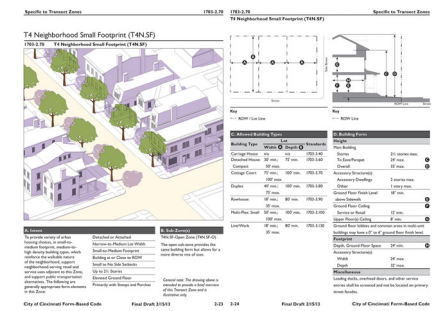 Specific to Transect Zones
1703-2.70
T4 Neighborhood Small Footprint (T4N.SF)
1703-2.70 T4 Neighborhood Small Footprint (T4N.SF)
A. Intent
To provide variety of urban
housing choices, in small-to-
medium footprint, medium-to-
high density building types, which
reinforce the walkable nature
of the neighborhood, support
neighborhood-serving retail and
service uses adjacent to this Zone,
and support public transportation
alternatives. The following are
generally appropriate form elements
in this Zone:
Detached or Attached
Narrow-to-Medium Lot Width
Small-to-Medium Footprint
Building at or Close to ROW
Small to No Side Setbacks
Up to 2½ Stories
Elevated Ground Floor
Primarily with Stoops and Porches
B. Sub-Zone(s)
T4N.SF-Open Zone (T4N.SF-O)
The open sub-zone provides the
same building form but allows for a
more diverse mix of uses.
General note: The drawing above is
intended to provide a brief overview
of this Transect Zone and is
illustrative only.
City of Cincinnati Form-Based Code
Final Draft 2/15/13
2-23
1703-2.70
Specific to Transect Zones
T4 Neighborhood Small Footprint (T4N.SF)
Street
Side Street
ROW Line
Street
Key
ROW / Lot Line
Key
ROW Line
C. Allowed Building Types
Building Type
Lot
Width A Depth B
Standards
Carriage House n/a n/a 1703-3.40
Detached House: 30' min.; 75' min. 1703-3.60
Compact 50' max.
Cottage Court 75' min.; 100' min. 1703-3.70
100' max.
Duplex 40' min.; 100' min. 1703-3.80
75' max.
Rowhouse 18' min.; 80' min. 1703-3.90
35' max.
Multi-Plex: Small 50' min.; 100' min. 1703-3.100
100' max.
Live/Work 18' min.; 80' min. 1703-3.130
35' max.
D. Building Form
Height
Main Building
Stories 2½ stories max.
To Eave/Parapet 24' max. C
Overall 35' max. D
Accessory Structure(s)
Accessory Dwellings 2 stories max.
Other 1 story max.
Ground Floor Finish Level 18" min.
above Sidewalk E
Ground Floor Ceiling F
Service or Retail 12' min.
Upper Floor(s) Ceiling 8' min. G
Ground floor lobbies and common areas in multi-unit
buildings may have a 0" to 6" ground floor finish level.
Footprint
Depth, Ground-Floor Space 24' min. H
Accessory Structure(s)
Width 24' max.
Depth 32' max.
Miscellaneous
Loading docks, overhead doors, and other service
entries shall be screened and not be located on primary
street facades.
2-24
Final Draft 2/15/13
City of Cincinnati Form-Based Code